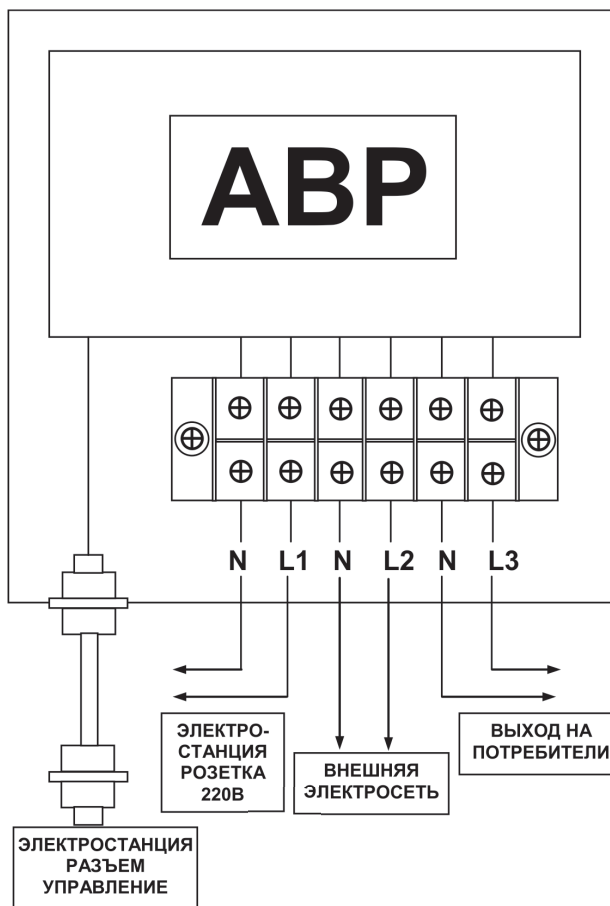 АВР
N L1 N L2 N L3
ЭЛЕКТРО-
СТАНЦИЯ
РОЗЕТКА
220В
ВНЕШНЯЯ
ЭЛЕКТРОСЕТЬ
ВЫХОД НА
ПОТРЕБИТЕЛИ
ЭЛЕКТРОСТАНЦИЯ
РАЗЪЕМ
УПРАВЛЕНИЕ